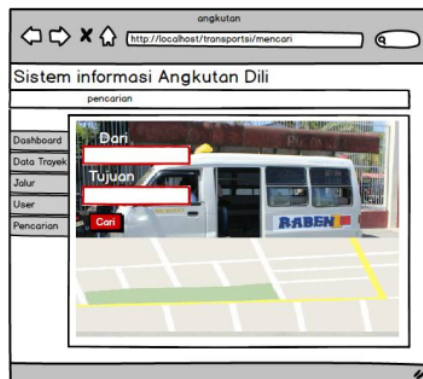 angkutan
http://localhost/transportsi/mencari
Sistem informasi Angkutan Dili
pencarian
Dashboard
Data Trayek
Jalur
User
Pencarian
Dari
Tujuan
Cari
RABEN